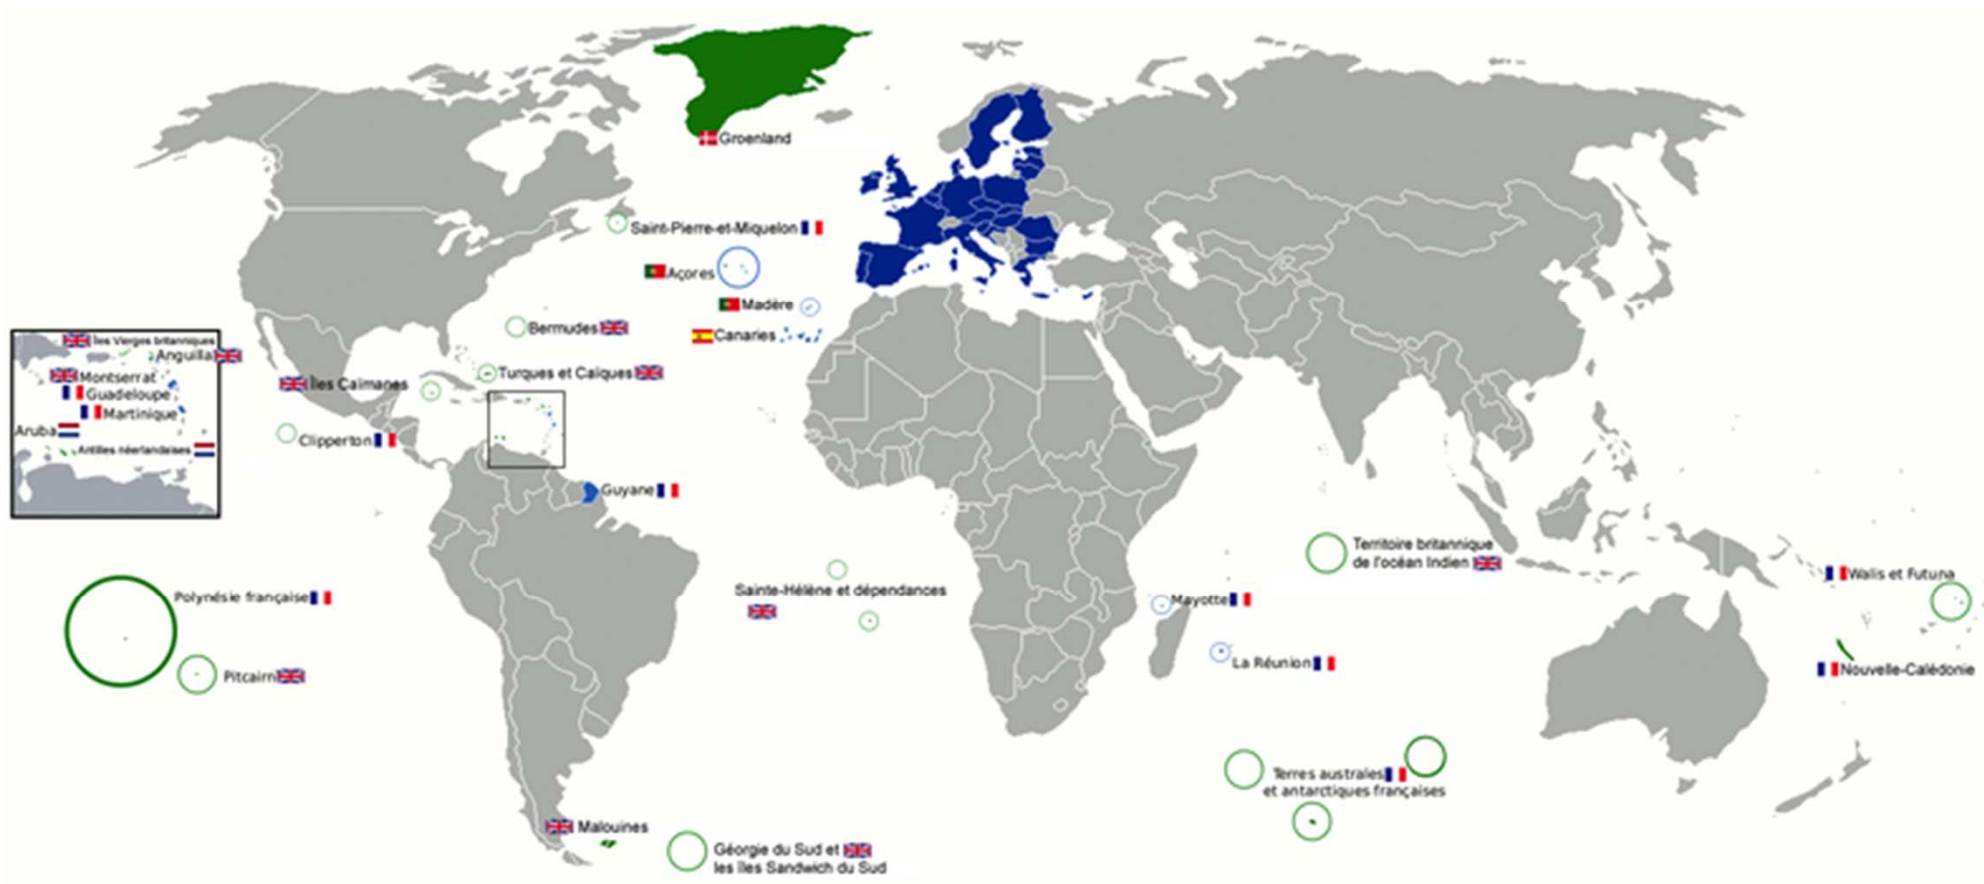 Groenland
Saint-Pierre-et-Miquelon
Açores
Madère
Bermudes
Canaries
Îles Vierges britanniques
Anguilla
Turques et Caïques
Montserrat
Îles Caïmanes
Guadeloupe
Martinique
Aruba
Clipperton
Antilles néerlandaises
Guyane
Territoire britannique
de l'océan Indien
Walis et Futuna
Sainte-Hélène et dépendances
Polynésie française
Mayotte
La Réunion
Nouvelle-Calédonie
Pitcairn
Terres australes
et antarctiques françaises
Malouines
Géorgie du Sud et
les îles Sandwich du Sud